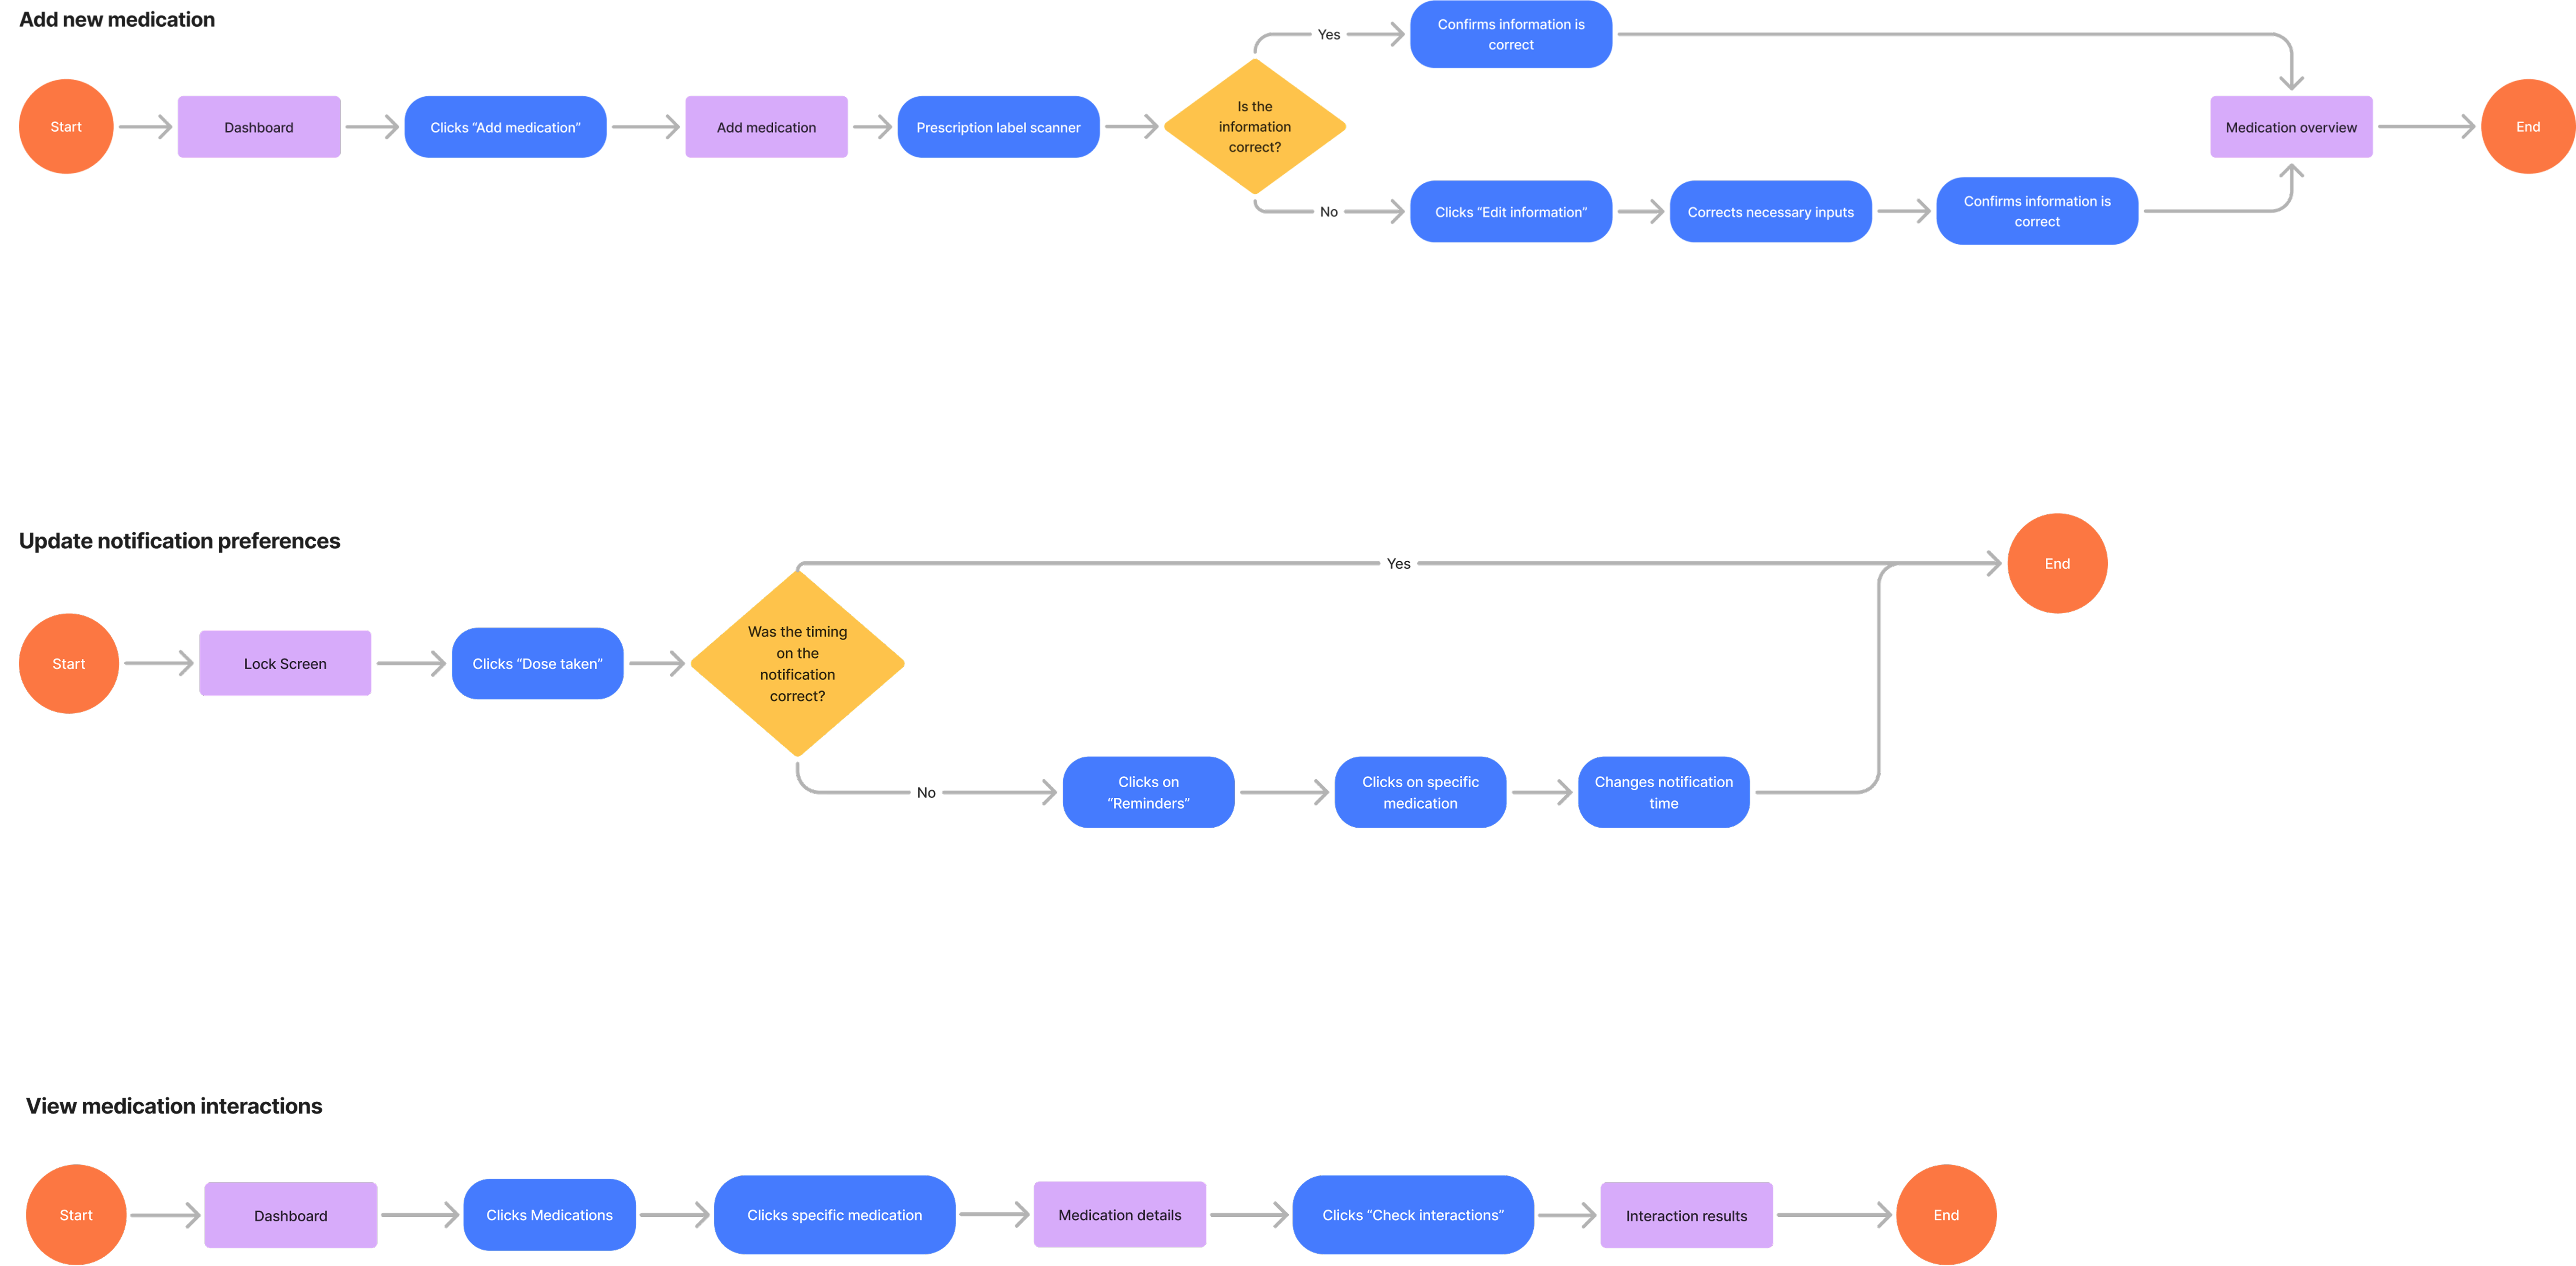 Add new medication
Yes
Confirms information is
correct
Start
Dashboard
Clicks “Add medication”
Add medication
Prescription label scanner
Is the
information
correct?
Medication overview
End
No
Clicks “Edit information”
Corrects necessary inputs
Confirms information is
correct
Update notification preferences
Yes
End
Start
Lock Screen
Clicks “Dose taken”
Was the timing
on the
notification
correct?
No
Clicks on
“Reminders”
Clicks on specific
medication
Changes notification
time
View medication interactions
Start
Dashboard
Clicks Medications
Clicks specific medication
Medication details
Clicks “Check interactions”
Interaction results
End